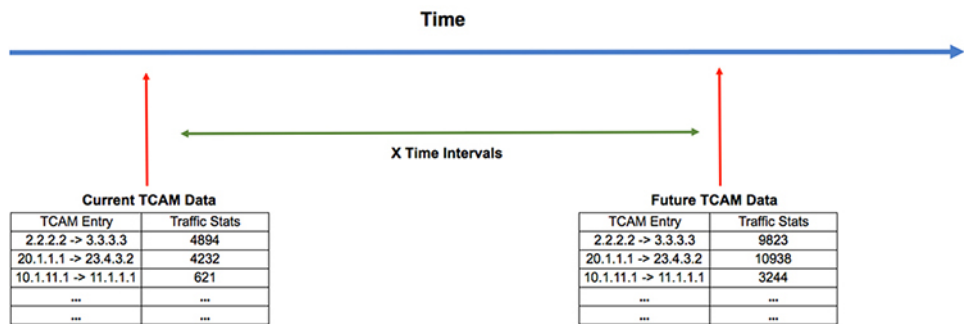 Time
X Time Intervals
Current TCAM Data
TCAM Entry Traffic Stats
2.2.2.2 -> 3.3.3.3 4894
20.1.1.1 -> 23.4.3.2 4232
10.1.11.1 -> 11.1.1.1 621
... ...
... ...
Future TCAM Data
TCAM Entry Traffic Stats
2.2.2.2 -> 3.3.3.3 9823
20.1.1.1 -> 23.4.3.2 10938
10.1.11.1 -> 11.1.1.1 3244
... ...
... ...